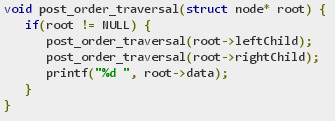 void post_order_traversal(struct node* root) {
   if(root != NULL) {
      post_order_traversal(root->leftChild);
      post_order_traversal(root->rightChild);
      printf("%d ", root->data);
   }
}